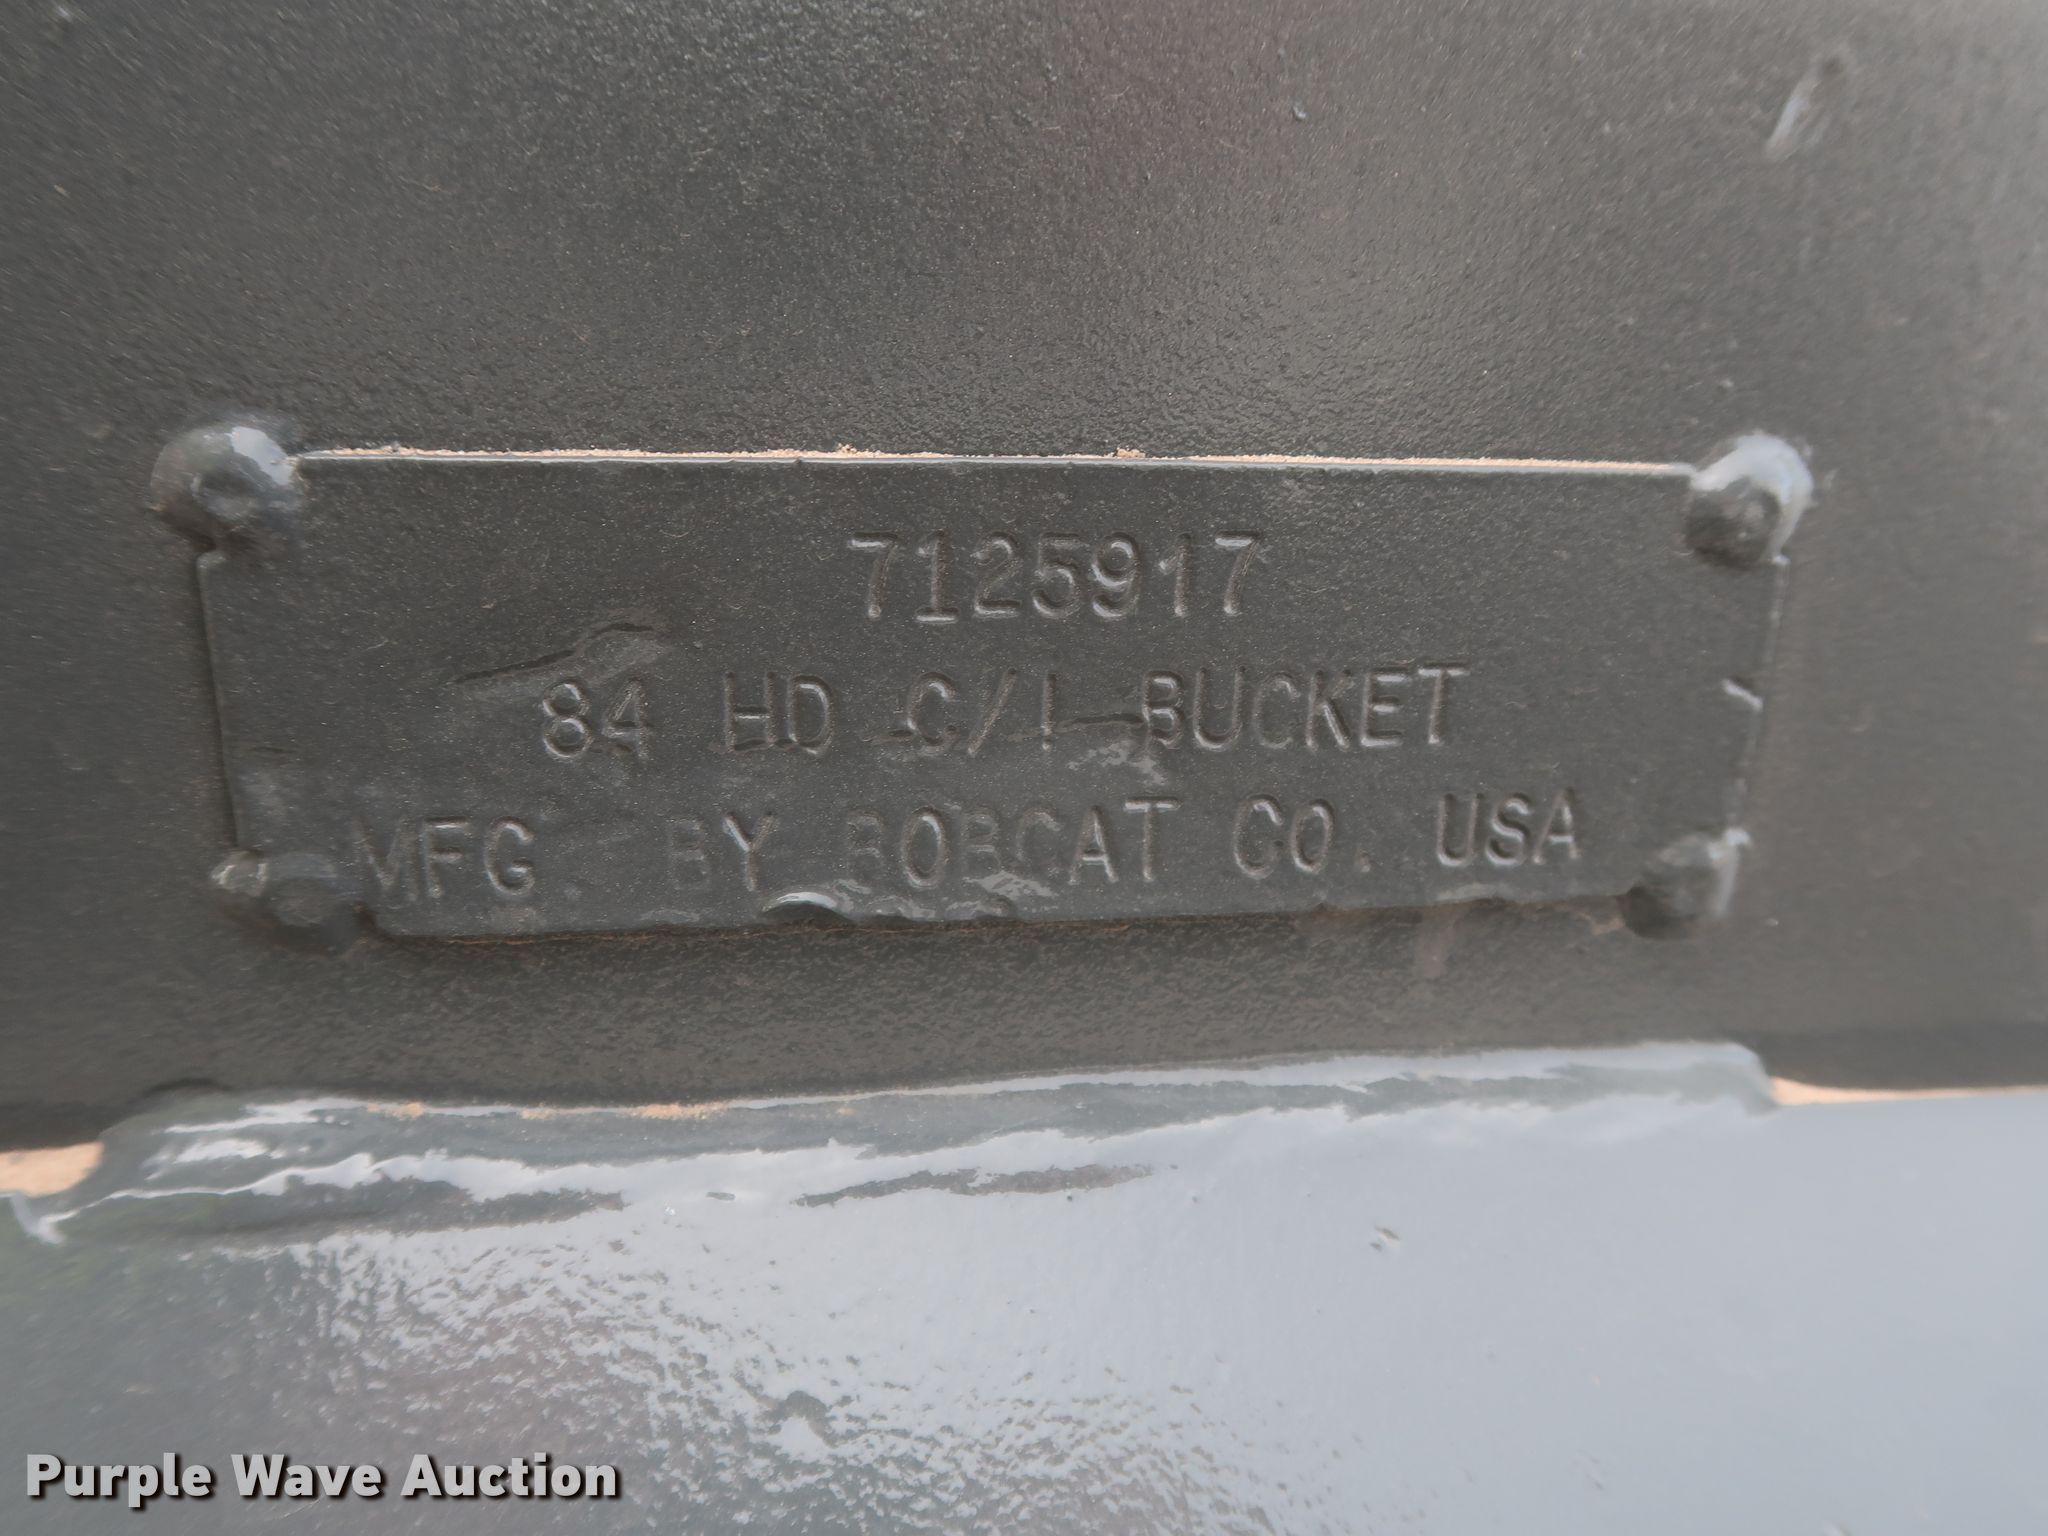 7125917
84 HD C/I BUCKET
MFG BY BOBCAT CO. USA
Purple Wave Auction